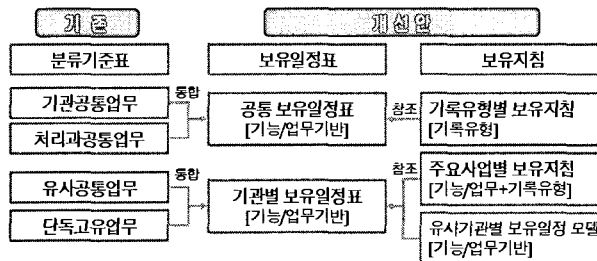 기 존
개 선 안
분류기준표
보유일정표
보유지침
기관공통업무
처리과공통업무
통합
공통 보유일정표
[기능/업무기반]
참조
기록유형별 보유지침
[기록유형]
유사공통업무
단독고유업무
통합
기관별 보유일정표
[기능/업무기반]
참조
주요사업별 보유지침
[기능/업무+기록유형]
유사기관별 보유일정 모델
[기능/업무기반]